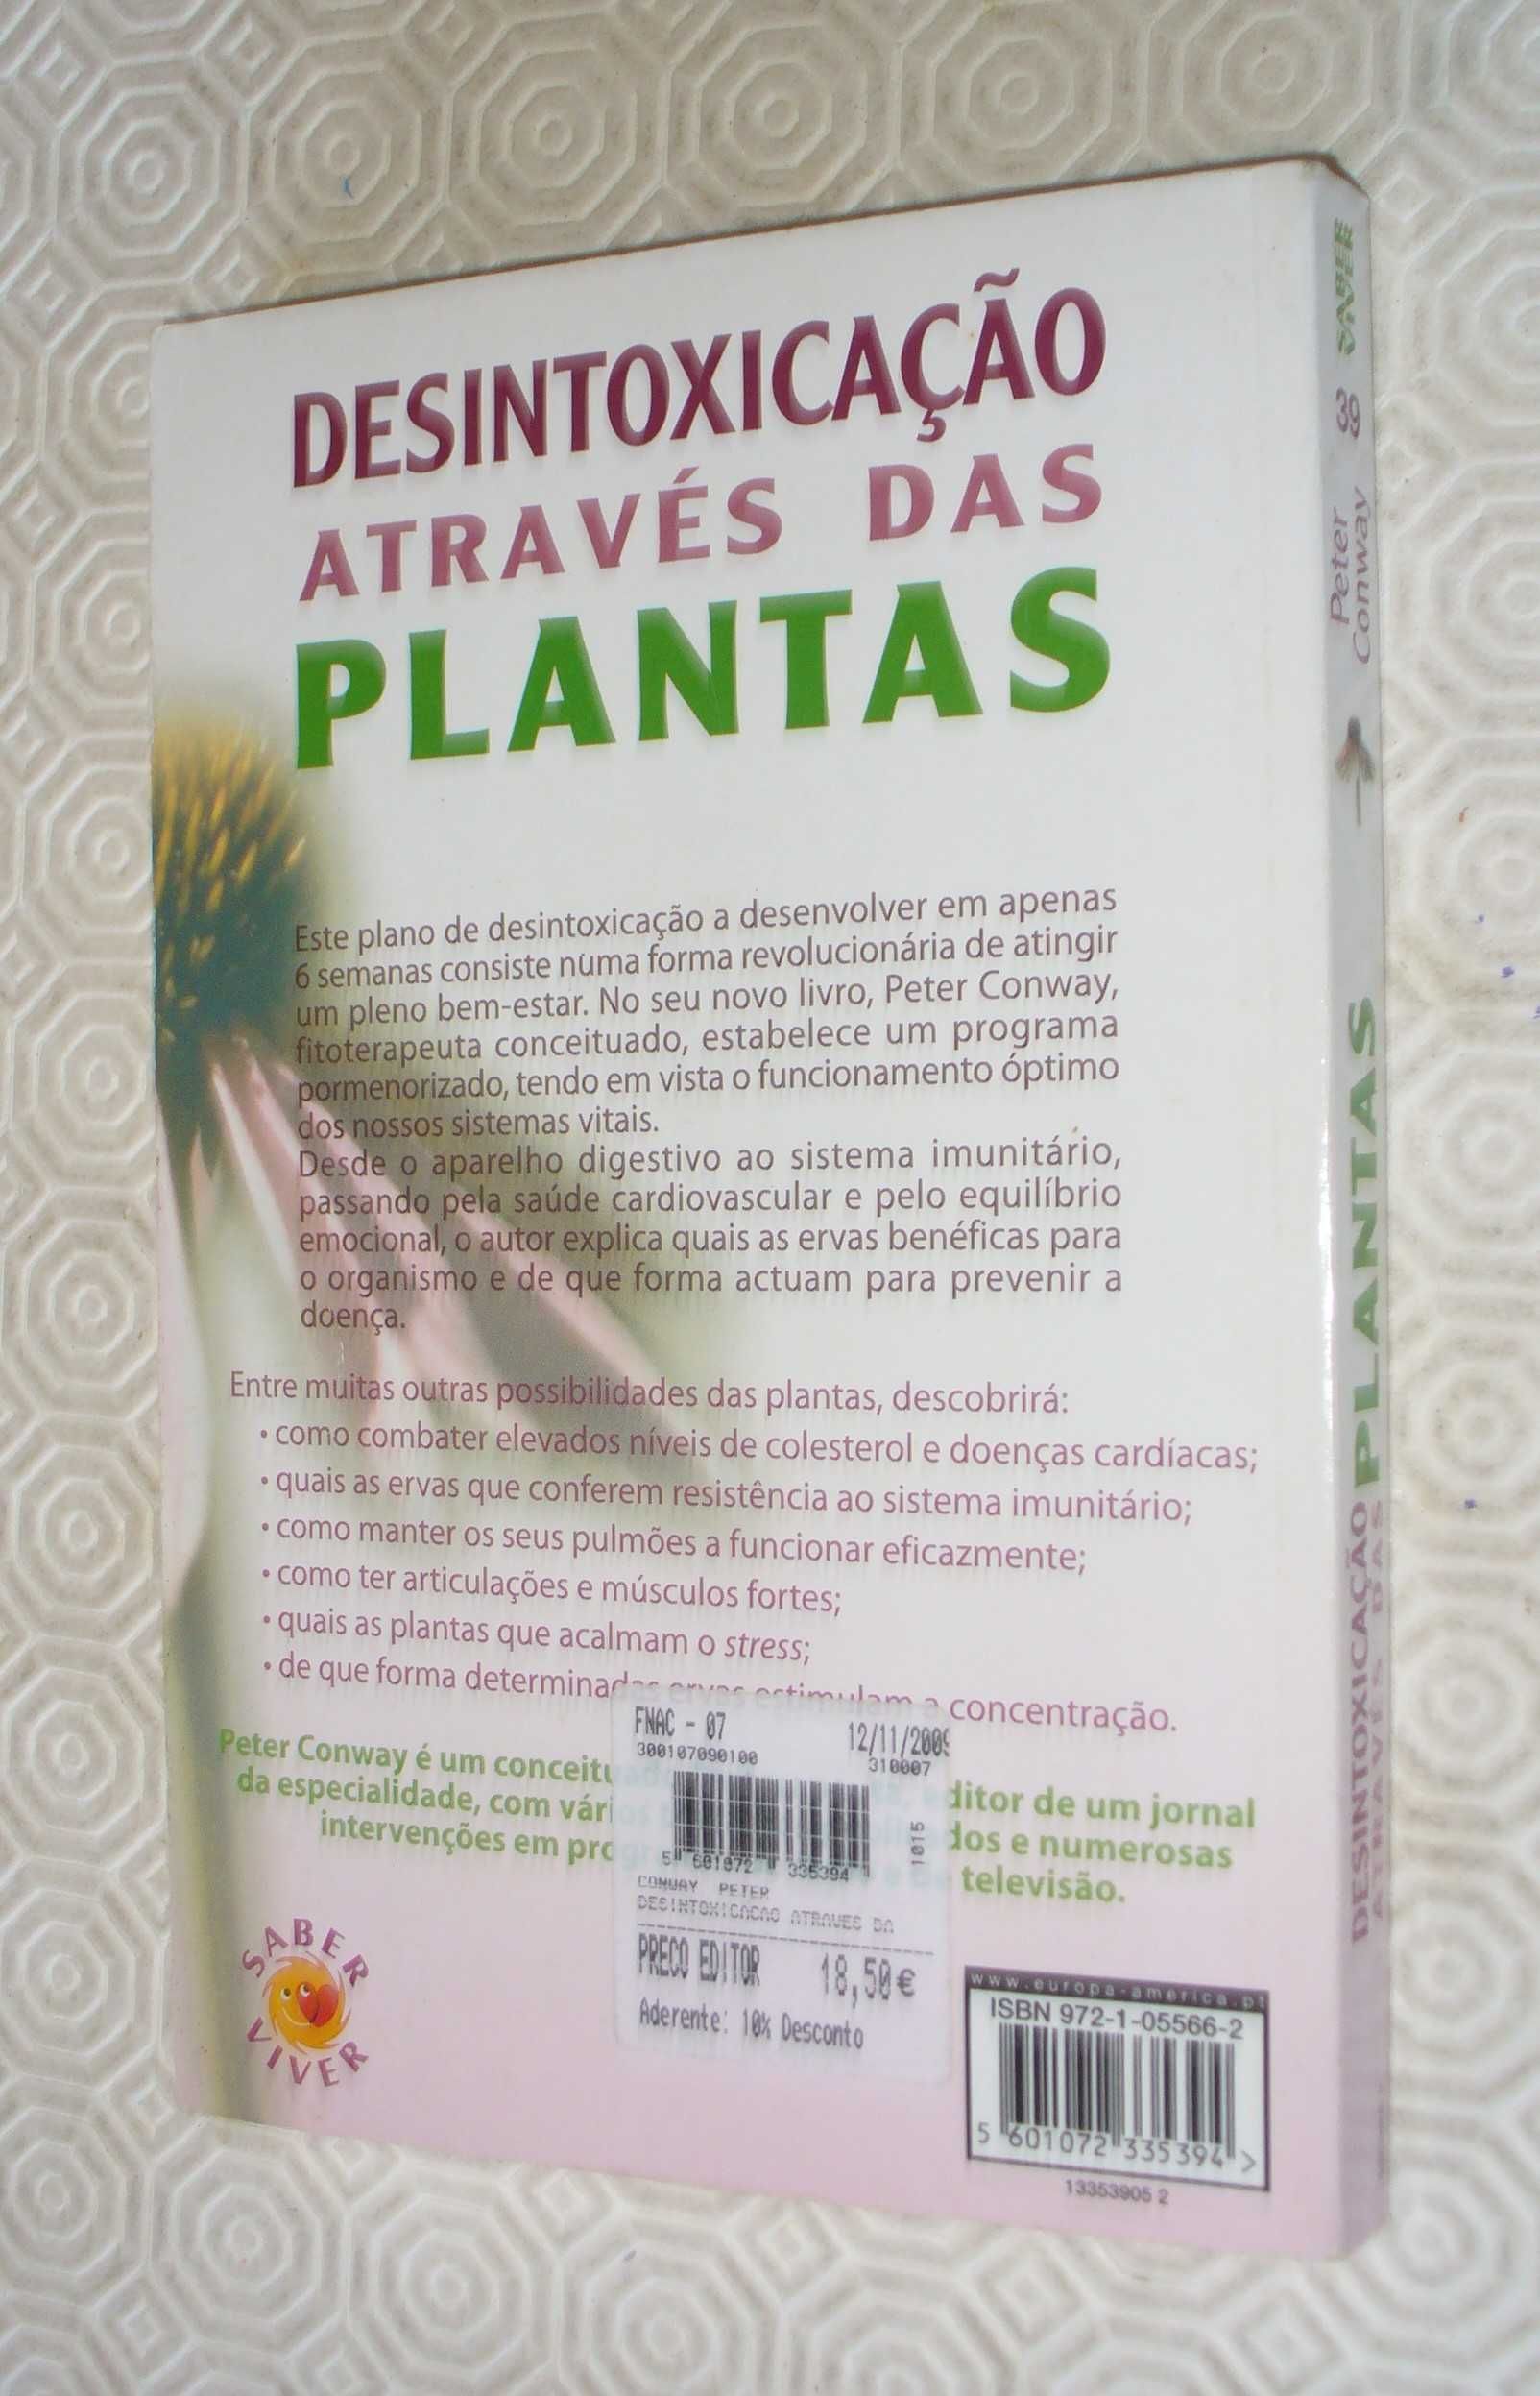 DESINTOXICAÇÃO
ATRAVÉS DAS
PLANTAS
Este plano de desintoxicação a desenvolver em apenas
6 semanas consiste numa forma revolucionária de atingir
um pleno bem-estar. No seu novo livro, Peter Conway,
fitoterapeuta conceituado, estabelece um programa
pormenorizado, tendo em vista o funcionamento óptimo
dos nossos sistemas vitais.
Desde o aparelho digestivo ao sistema imunitário,
passando pela saúde cardiovascular e pelo equilíbrio
emocional, o autor explica quais as ervas benéficas para
o organismo e de que forma actuam para prevenir a
doença.
Entre muitas outras possibilidades das plantas, descobrirá:
• como combater elevados níveis de colesterol e doenças cardíacas;
• quais as ervas que conferem resistência ao sistema imunitário;
• como manter os seus pulmões a funcionar eficazmente;
• como ter articulações e músculos fortes;
• quais as plantas que acalmam o stress;
• de que forma determinadas ervas estimulam a concentração.
Peter Conway é um ditor de um jornal
da especialidade, com e numerosas
intervenções em televisão.
FNAC - 07 12/11/2009
300107090100 310007
1015
5 601072 335394
CONWAY PETER
DESINTOXICACAO ATRAVES DA
PRECO EDITOR 18,50€
Aderente: 10% Desconto
SABER
VIVER
www.europa-america.pt
ISBN 972-1-05566-2
5 601072 335394 >
13353905 2
SABER
VIVER
39
Peter
Conway
DESINTOXICAÇÃO
ATRAVÉS DAS
PLANTAS